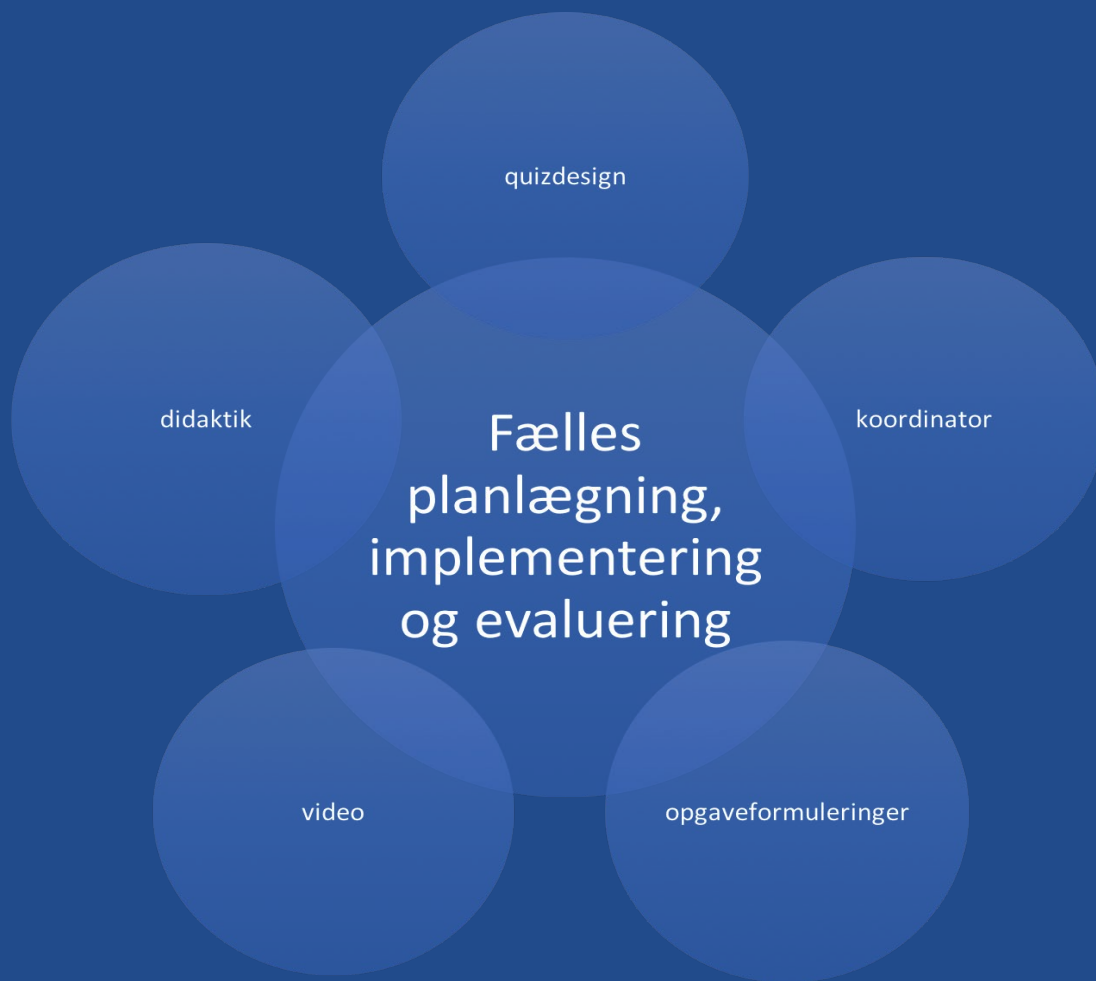 quizdesign
didaktik
koordinator
Fælles
planlægning,
implementering
og evaluering
video
opgaveformuleringer